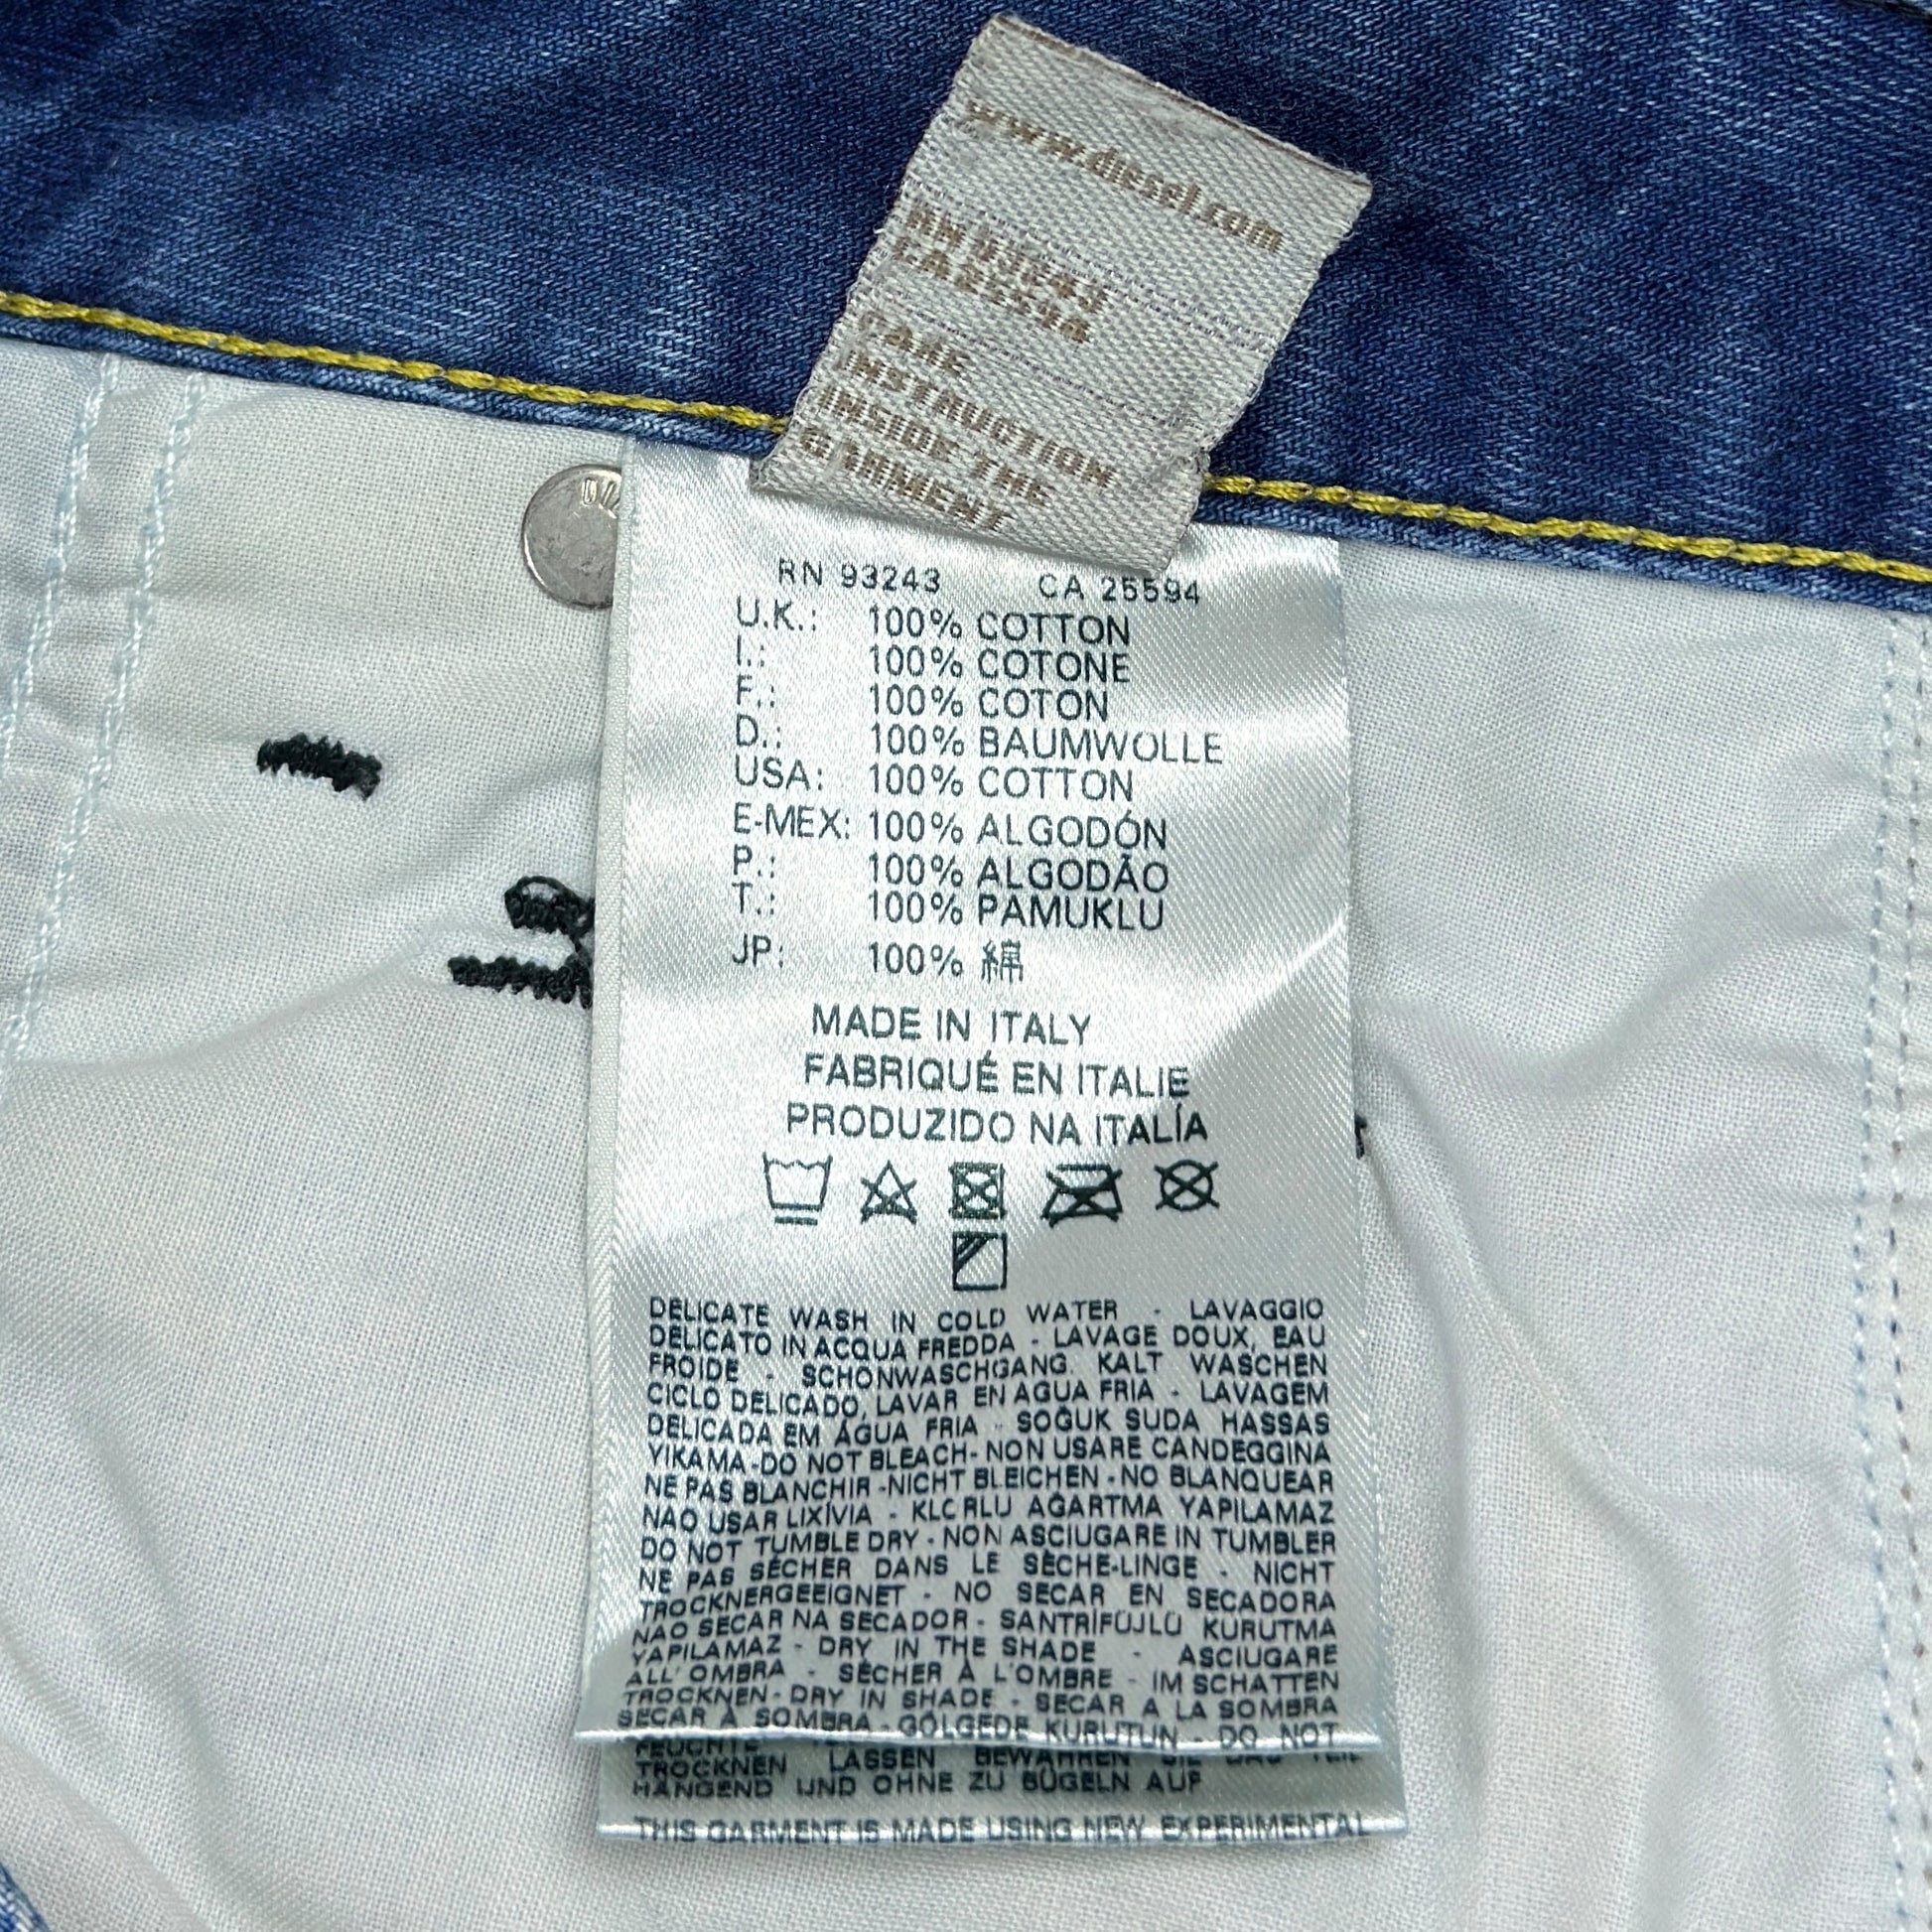 www.diesel.com
RN 93243
CA25594
CARE
INSTRUCTION
INSIDE THE
GARMENT
RN 93243 CA 25594
U.K.: 100% COTTON
I.: 100% COTONE
F.: 100% COTON
D.: 100% BAUMWOLLE
USA: 100% COTTON
E-MEX: 100% ALGODÓN
P.: 100% ALGODÃO
T.: 100% PAMUKLU
JP: 100% 綿
MADE IN ITALY
FABRIQUÉ EN ITALIE
PRODUZIDO NA ITALÍA
DELICATE WASH IN COLD WATER - LAVAGGIO
DELICATO IN ACQUA FREDDA - LAVAGE DOUX, EAU
FROIDE - SCHONWASCHGANG. KALT WASCHEN
CICLO DELICADO, LAVAR EN AGUA FRIA - LAVAGEM
DELICADA EM ÁGUA FRIA - SOĞUK SUDA HASSAS
YIKAMA-DO NOT BLEACH- NON USARE CANDEGGINA
NE PAS BLANCHIR -NICHT BLEICHEN -NO BLANQUEAR
NAO USAR LIXÍVIA - KLCRLU AĞARTMA YAPILAMAZ
DO NOT TUMBLE DRY - NON ASCIUGARE IN TUMBLER
NE PAS SÉCHER DANS LE SÈCHE-LINGE - NICHT
TROCKNERGEEIGNET - NO SECAR EN SECADORA
NAO SECAR NA SECADOR - SANTRİFÜJLÜ KURUTMA
YAPILAMAZ - DRY IN THE SHADE - ASCIUGARE
ALL'OMBRA - SÉCHER À L'OMBRE - IM SCHATTEN
TROCKNEN - DRY IN SHADE - SECAR A LA SOMBRA
SECAR À SOMBRA - GÖLGEDE KURUTUN - DO NOT
FEUCHTE
TROCKNEN LASSEN BEWAHREN SIE DAS TEIL
HÄNGEND UND OHNE ZU BÜGELN AUF
THIS GARMENT IS MADE USING NEW EXPERIMENTAL